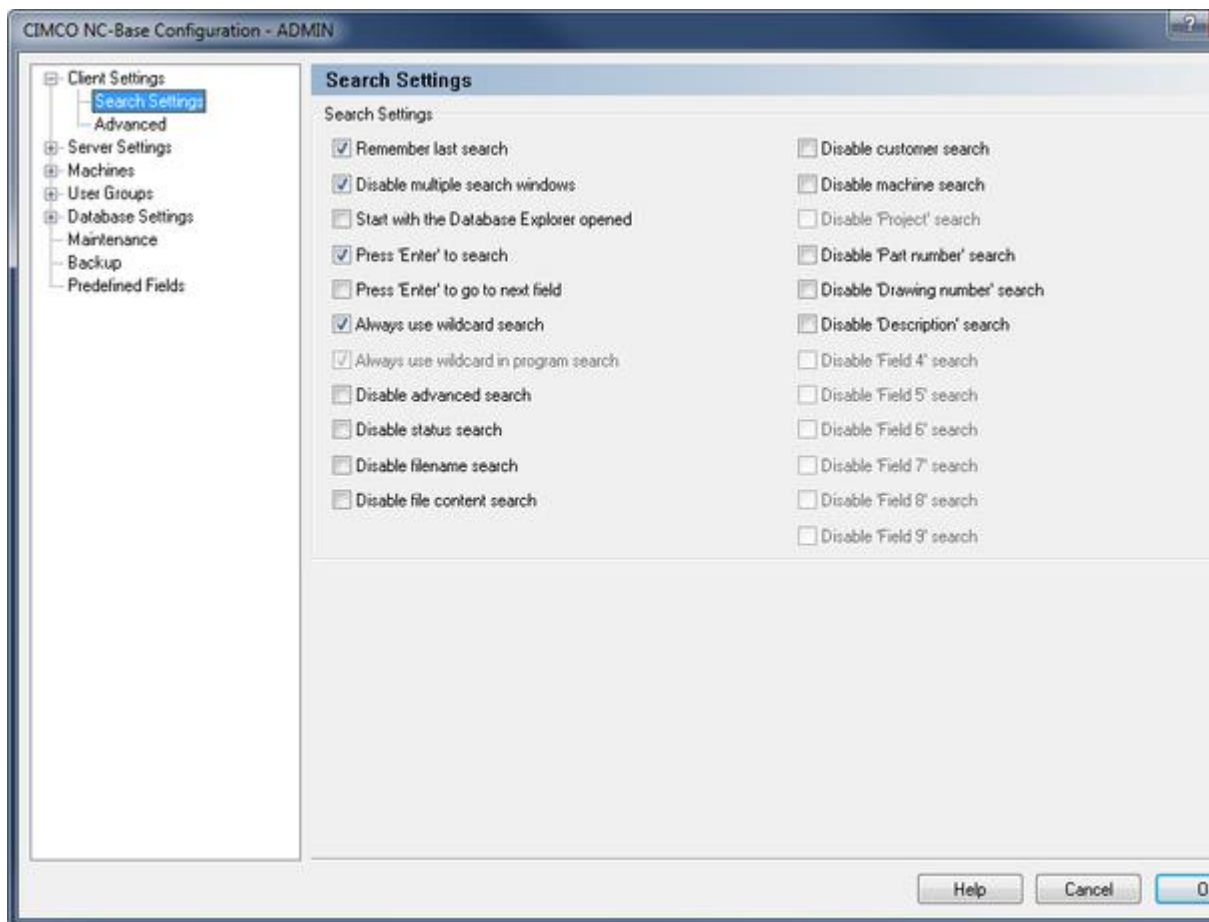 CIMCO NC-Base Configuration - ADMIN
?
Client Settings
Search Settings
Advanced
Server Settings
Machines
User Groups
Database Settings
Maintenance
Backup
Predefined Fields
Search Settings
Search Settings
Remember last search
Disable multiple search windows
Start with the Database Explorer opened
Press 'Enter' to search
Press 'Enter' to go to next field
Always use wildcard search
Always use wildcard in program search
Disable advanced search
Disable status search
Disable filename search
Disable file content search
Disable customer search
Disable machine search
Disable 'Project' search
Disable 'Part number' search
Disable 'Drawing number' search
Disable 'Description' search
Disable 'Field 4' search
Disable 'Field 5' search
Disable 'Field 6' search
Disable 'Field 7' search
Disable 'Field 8' search
Disable 'Field 9' search
Help
Cancel